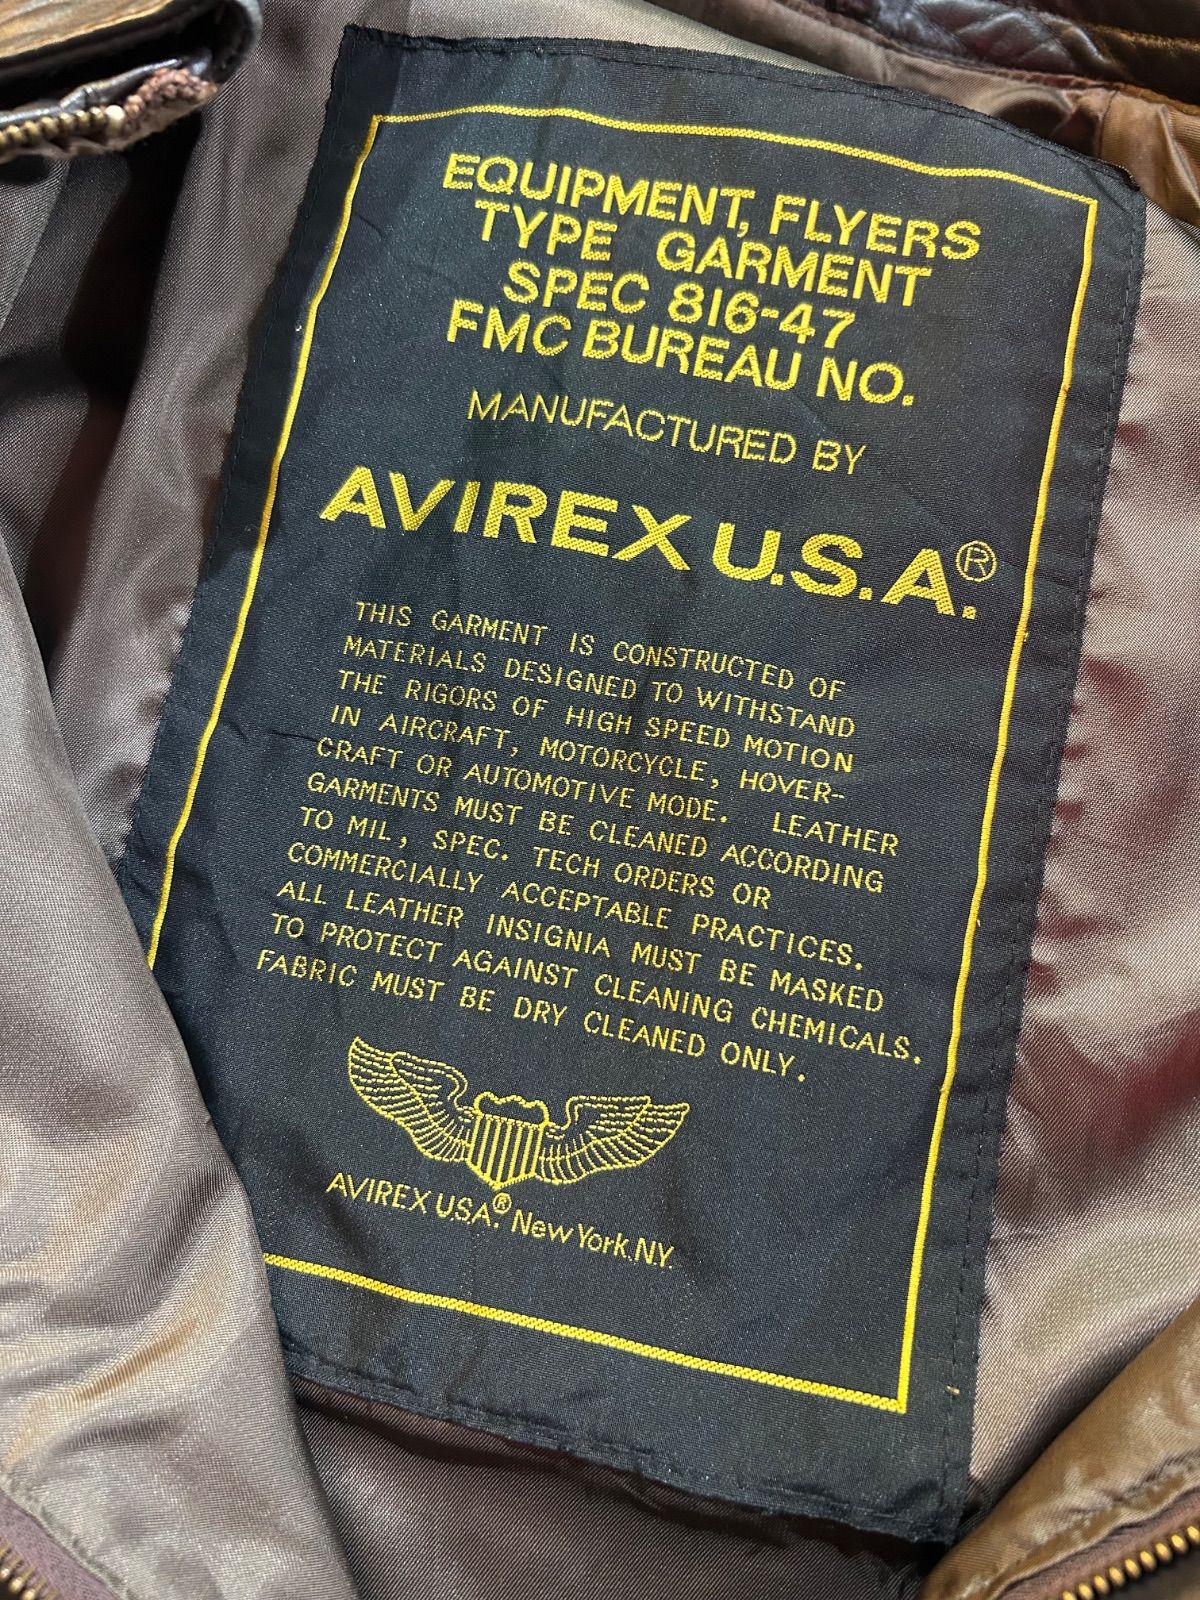 EQUIPMENT, FLYERS
TYPE GARMENT
SPEC 816-47
FMC BUREAU NO.
MANUFACTURED BY
AVIREX U.S.A.®
THIS GARMENT IS CONSTRUCTED OF
MATERIALS DESIGNED TO WITHSTAND
THE RIGORS OF HIGH SPEED MOTION
IN AIRCRAFT, MOTORCYCLE, HOVER-
CRAFT OR AUTOMOTIVE MODE. LEATHER
GARMENTS MUST BE CLEANED ACCORDING
TO MIL, SPEC. TECH ORDERS OR
COMMERCIALLY ACCEPTABLE PRACTICES.
ALL LEATHER INSIGNIA MUST BE MASKED
TO PROTECT AGAINST CLEANING CHEMICALS.
FABRIC MUST BE DRY CLEANED ONLY.
AVIREX U.S.A.® New York, N.Y.